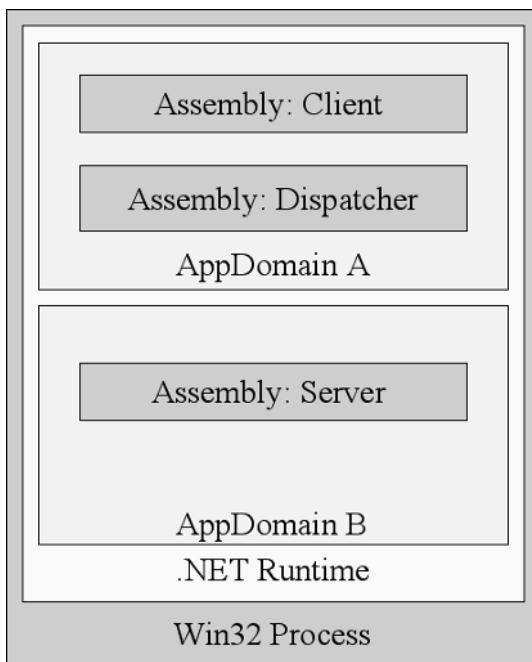 Assembly: Client
Assembly: Dispatcher
AppDomain A
Assembly: Server
AppDomain B
.NET Runtime
Win32 Process